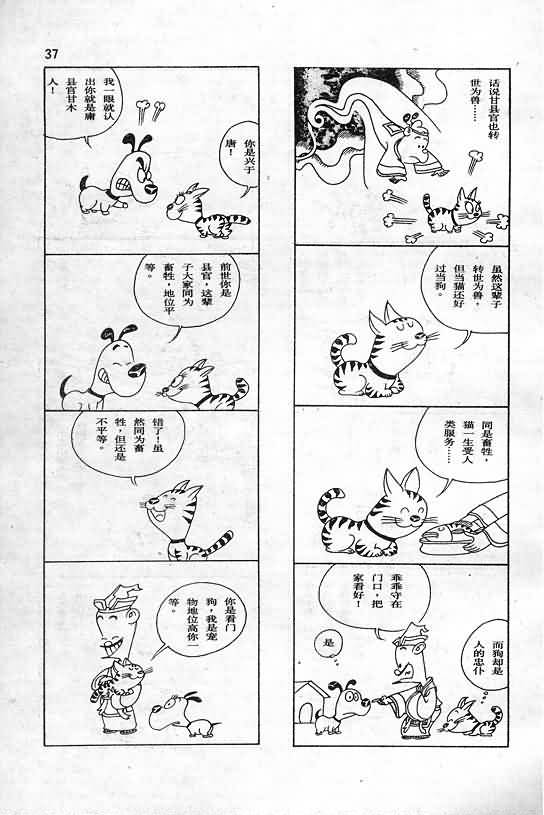 37
话说甘县官也转
世为兽……
虽然这辈子
转世为兽，
但当猫还好
过当狗。
同是畜牲，
猫一生受人
类服务……
而狗却是
人的忠仆
乖乖守在
门口，把
家看好！
是
我一眼就认
出你就是庸
县官甘木
人！
你是兴于
唐！
前世你是
县官，这辈
子大家同为
畜牲，地位平
等。
错了！虽
然同为畜
牲，但还是
不平等。
你是看门
狗，我是宠
物地位高你一
等。